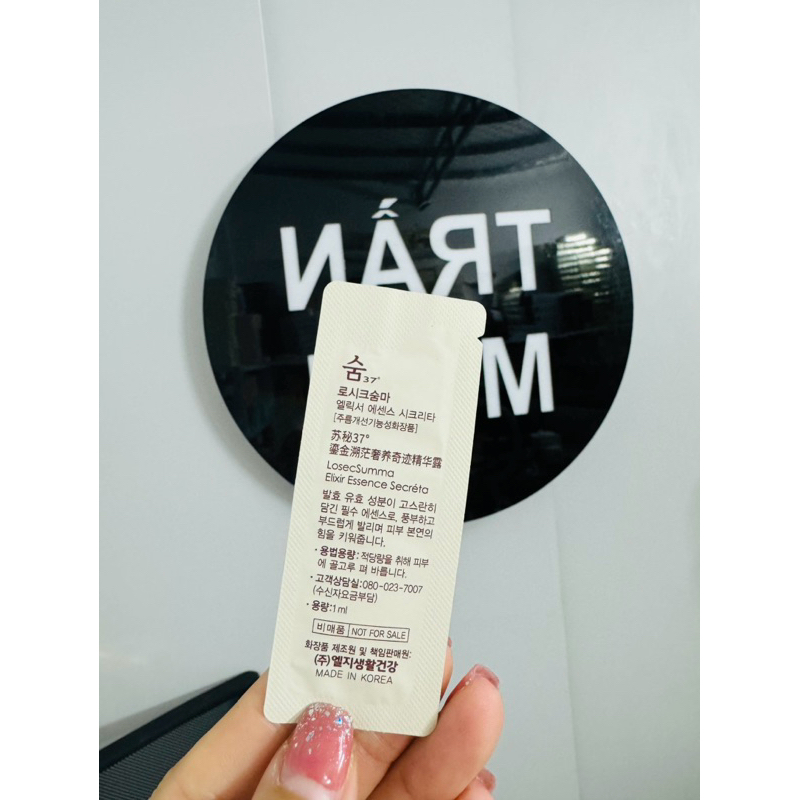 TRẤN
M
숨37°
로시크숨마
엘릭서 에센스 시크리타
[주름개선기능성화장품]
苏秘37°
鎏金溯茫奢养奇迹精华露
LosecSumma
Elixir Essence Secréta
발효 유효 성분이 고스란히
담긴 필수 에센스로, 풍부하고
부드럽게 발리며 피부 본연의
힘을 키워줍니다.
· 용법용량: 적당량을 취해 피부
에 골고루 펴 바릅니다.
· 고객상담실: 080-023-7007
(수신자요금부담)
· 용량: 1ml
비매품 NOT FOR SALE
화장품 제조원 및 책임판매원:
(주)엘지생활건강
MADE IN KOREA